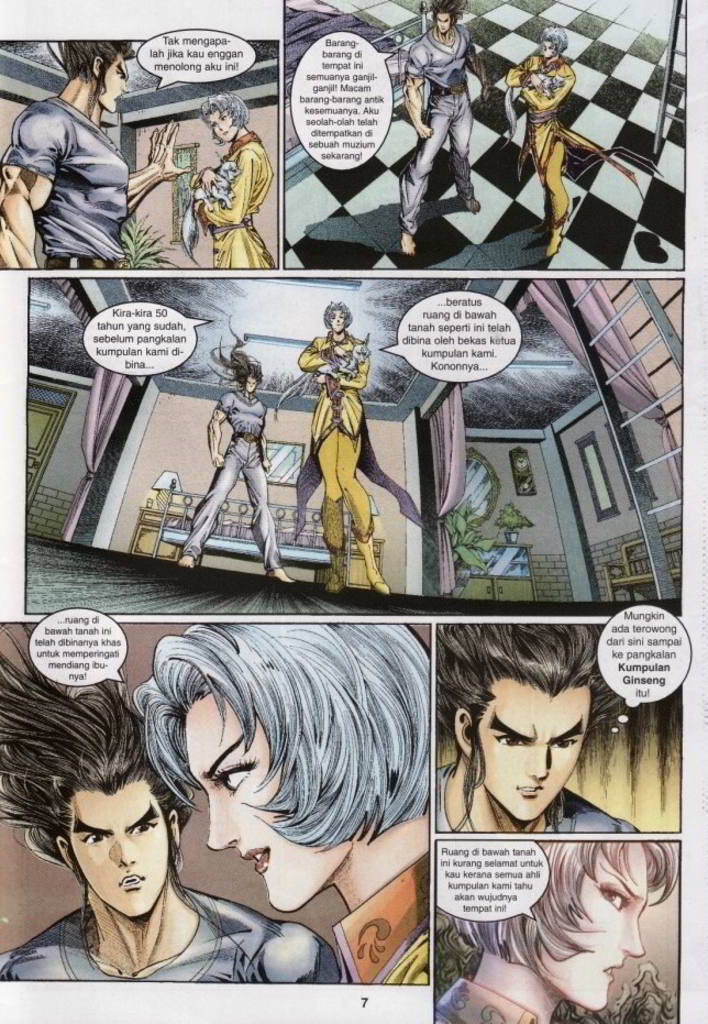 Tak mengapa-
lah jika kau enggan
menolong aku ini!
Barang-
barang di
tempat ini
semuanya ganjil-
ganjil! Macam
barang-barang antik
kesemuanya. Aku
seolah-olah telah
ditempatkan di
sebuah muzium
sekarang!
Kira-kira 50
tahun yang sudah,
sebelum pangkalan
kumpulan kami di-
bina...
...beratus
ruang di bawah
tanah seperti ini telah
dibina oleh bekas ketua
kumpulan kami.
Kononnya...
...ruang di
bawah tanah ini
telah dibinanya khas
untuk memperingati
mendiang ibu-
nya!
Mungkin
ada terowong
dari sini sampai
ke pangkalan
Kumpulan
Ginseng
itu!
Ruang di bawah tanah
ini kurang selamat untuk
kau kerana semua ahli
kumpulan kami tahu
akan wujudnya
tempat ini!
7